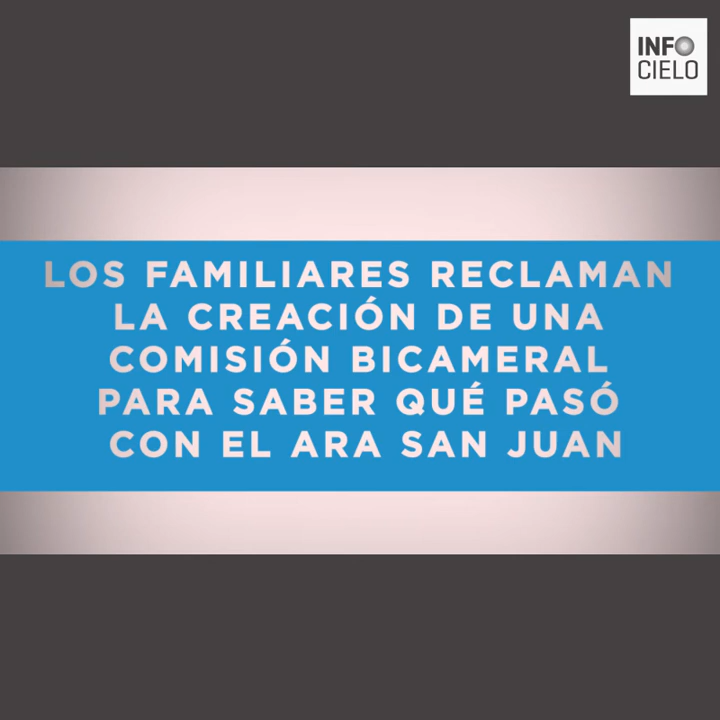 INFO
CIELO
LOS FAMILIARES RECLAMAN
LA CREACIÓN DE UNA
COMISIÓN BICAMERAL
PARA SABER QUÉ PASÓ
CON EL ARA SAN JUAN